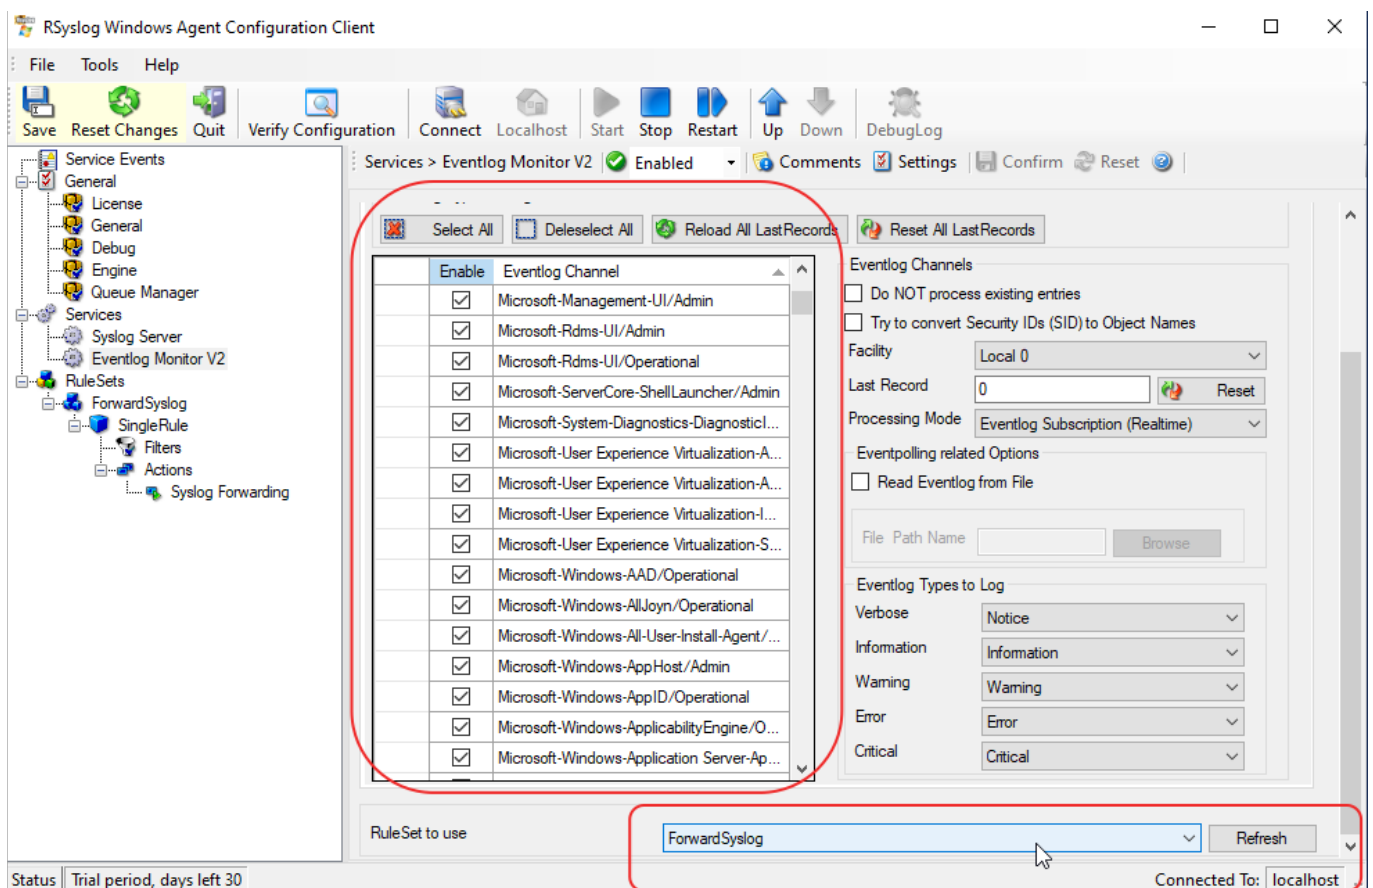 RSyslog Windows Agent Configuration Client
File Tools Help
Save Reset Changes Quit Verify Configuration Connect Localhost Start Stop Restart Up Down DebugLog
Service Events
General
License
General
Debug
Engine
Queue Manager
Services
Syslog Server
Eventlog Monitor V2
RuleSets
ForwardSyslog
SingleRule
Filters
Actions
Syslog Forwarding
Services > Eventlog Monitor V2 Enabled Comments Settings Confirm Reset
Select All Deleselect All Reload All LastRecords Reset All LastRecords
Enable Eventlog Channel
Microsoft-Management-UI/Admin
Microsoft-Rdms-UI/Admin
Microsoft-Rdms-UI/Operational
Microsoft-ServerCore-ShellLauncher/Admin
Microsoft-System-Diagnostics-DiagnosticI...
Microsoft-User Experience Virtualization-A...
Microsoft-User Experience Virtualization-A...
Microsoft-User Experience Virtualization-I...
Microsoft-User Experience Virtualization-S...
Microsoft-Windows-AAD/Operational
Microsoft-Windows-AllJoyn/Operational
Microsoft-Windows-All-User-Install-Agent/...
Microsoft-Windows-AppHost/Admin
Microsoft-Windows-AppID/Operational
Microsoft-Windows-ApplicabilityEngine/O...
Microsoft-Windows-Application Server-Ap...
Eventlog Channels
Do NOT process existing entries
Try to convert Security IDs (SID) to Object Names
Facility Local 0
Last Record 0 Reset
Processing Mode Eventlog Subscription (Realtime)
Eventpolling related Options
Read Eventlog from File
File Path Name Browse
Eventlog Types to Log
Verbose Notice
Information Information
Warning Warning
Error Error
Critical Critical
RuleSet to use ForwardSyslog Refresh
Status Trial period, days left 30 Connected To: localhost